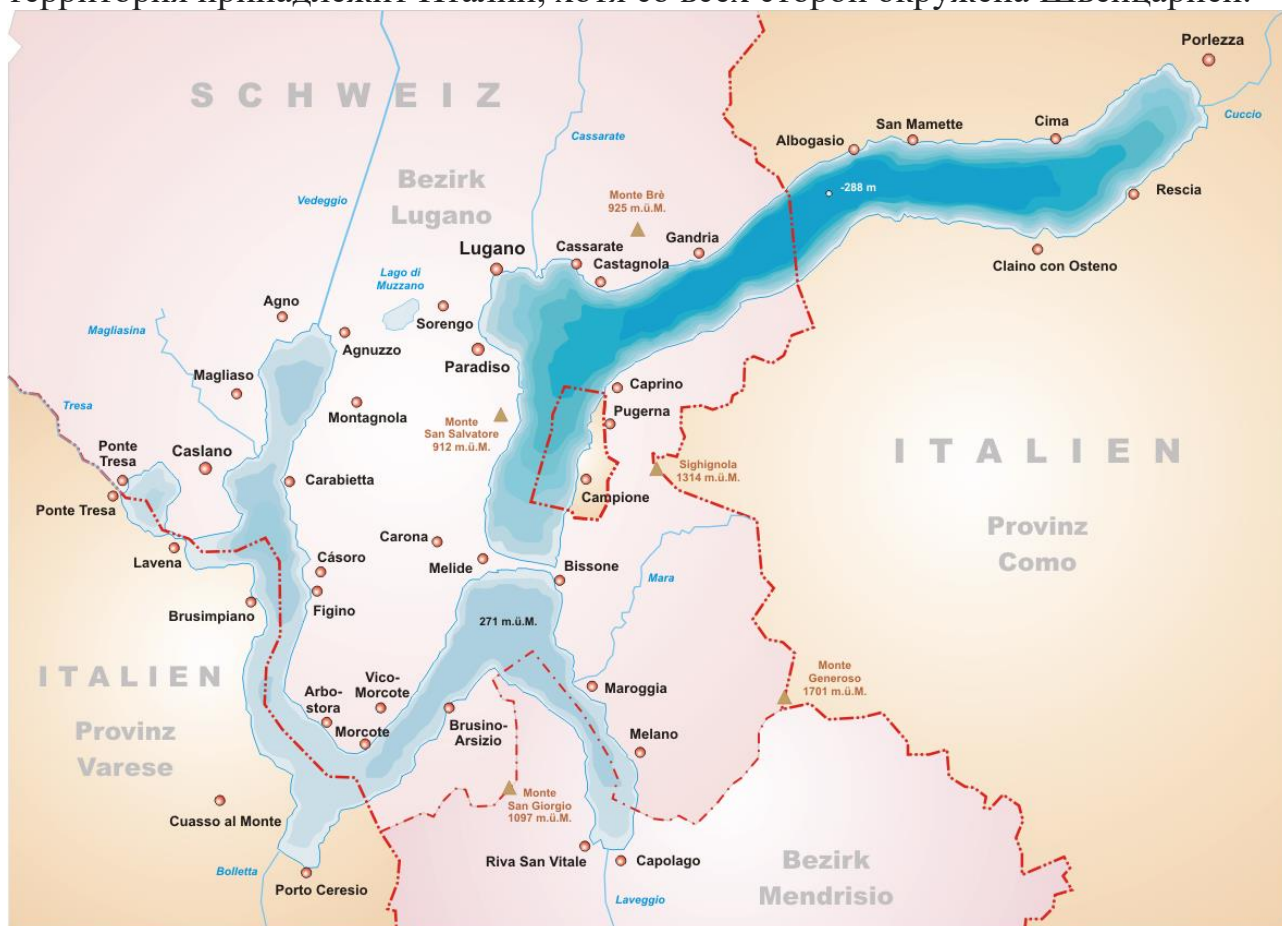 территория принадлежит Италии, хотя со всех сторон окружена Швейцарией.
Porlezza
SCHWEIZ
Cuccio
Cassarate
San Mamette
Cima
Albogasio
Bezirk
Lugano
-288 m
Rescia
Monte Brè
925 m.ü.M.
Vedeggio
Gandria
Lugano
Cassarate
Castagnola
Claino con Osteno
Lago di
Muzzano
Agno
Sorengo
Magliasina
Agnuzzo
Paradiso
Magliaso
Caprino
Tresa
Montagnola
Pugerna
Monte
San Salvatore
912 m.ü.M.
Ponte
Tresa
Caslano
ITALIEN
Sighignola
1314 m.ü.M.
Carabietta
Campione
Ponte Tresa
Provinz
Como
Carona
Lavena
Cásoro
Melide
Bissone
Mara
Brusimpiano
Figino
271 m.ü.M.
ITALIEN
Vico-
Morcote
Monte
Generoso
1701 m.ü.M.
Arbo-
stora
Maroggia
Provinz
Varese
Morcote
Brusino-
Arsizio
Melano
Monte
San Giorgio
1097 m.ü.M.
Cuasso al Monte
Riva San Vitale
Capolago
Bezirk
Mendrisio
Bolletta
Porto Ceresio
Laveggio